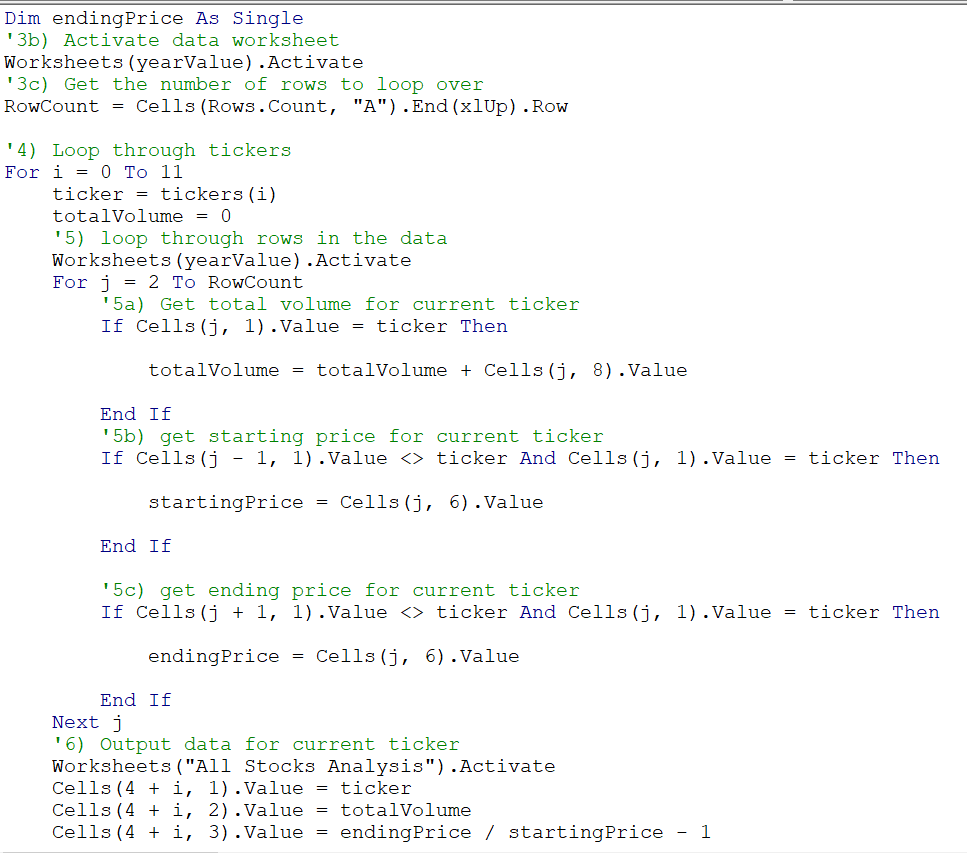 Dim endingPrice As Single
'3b) Activate data worksheet
Worksheets(yearValue).Activate
'3c) Get the number of rows to loop over
RowCount = Cells(Rows.Count, "A").End(xlUp).Row
'4) Loop through tickers
For i = 0 To 11
ticker = tickers(i)
totalVolume = 0
'5) loop through rows in the data
Worksheets(yearValue).Activate
For j = 2 To RowCount
'5a) Get total volume for current ticker
If Cells(j, 1).Value = ticker Then
totalVolume = totalVolume + Cells(j, 8).Value
End If
'5b) get starting price for current ticker
If Cells(j - 1, 1).Value <> ticker And Cells(j, 1).Value = ticker Then
startingPrice = Cells(j, 6).Value
End If
'5c) get ending price for current ticker
If Cells(j + 1, 1).Value <> ticker And Cells(j, 1).Value = ticker Then
endingPrice = Cells(j, 6).Value
End If
Next j
'6) Output data for current ticker
Worksheets("All Stocks Analysis").Activate
Cells(4 + i, 1).Value = ticker
Cells(4 + i, 2).Value = totalVolume
Cells(4 + i, 3).Value = endingPrice / startingPrice - 1